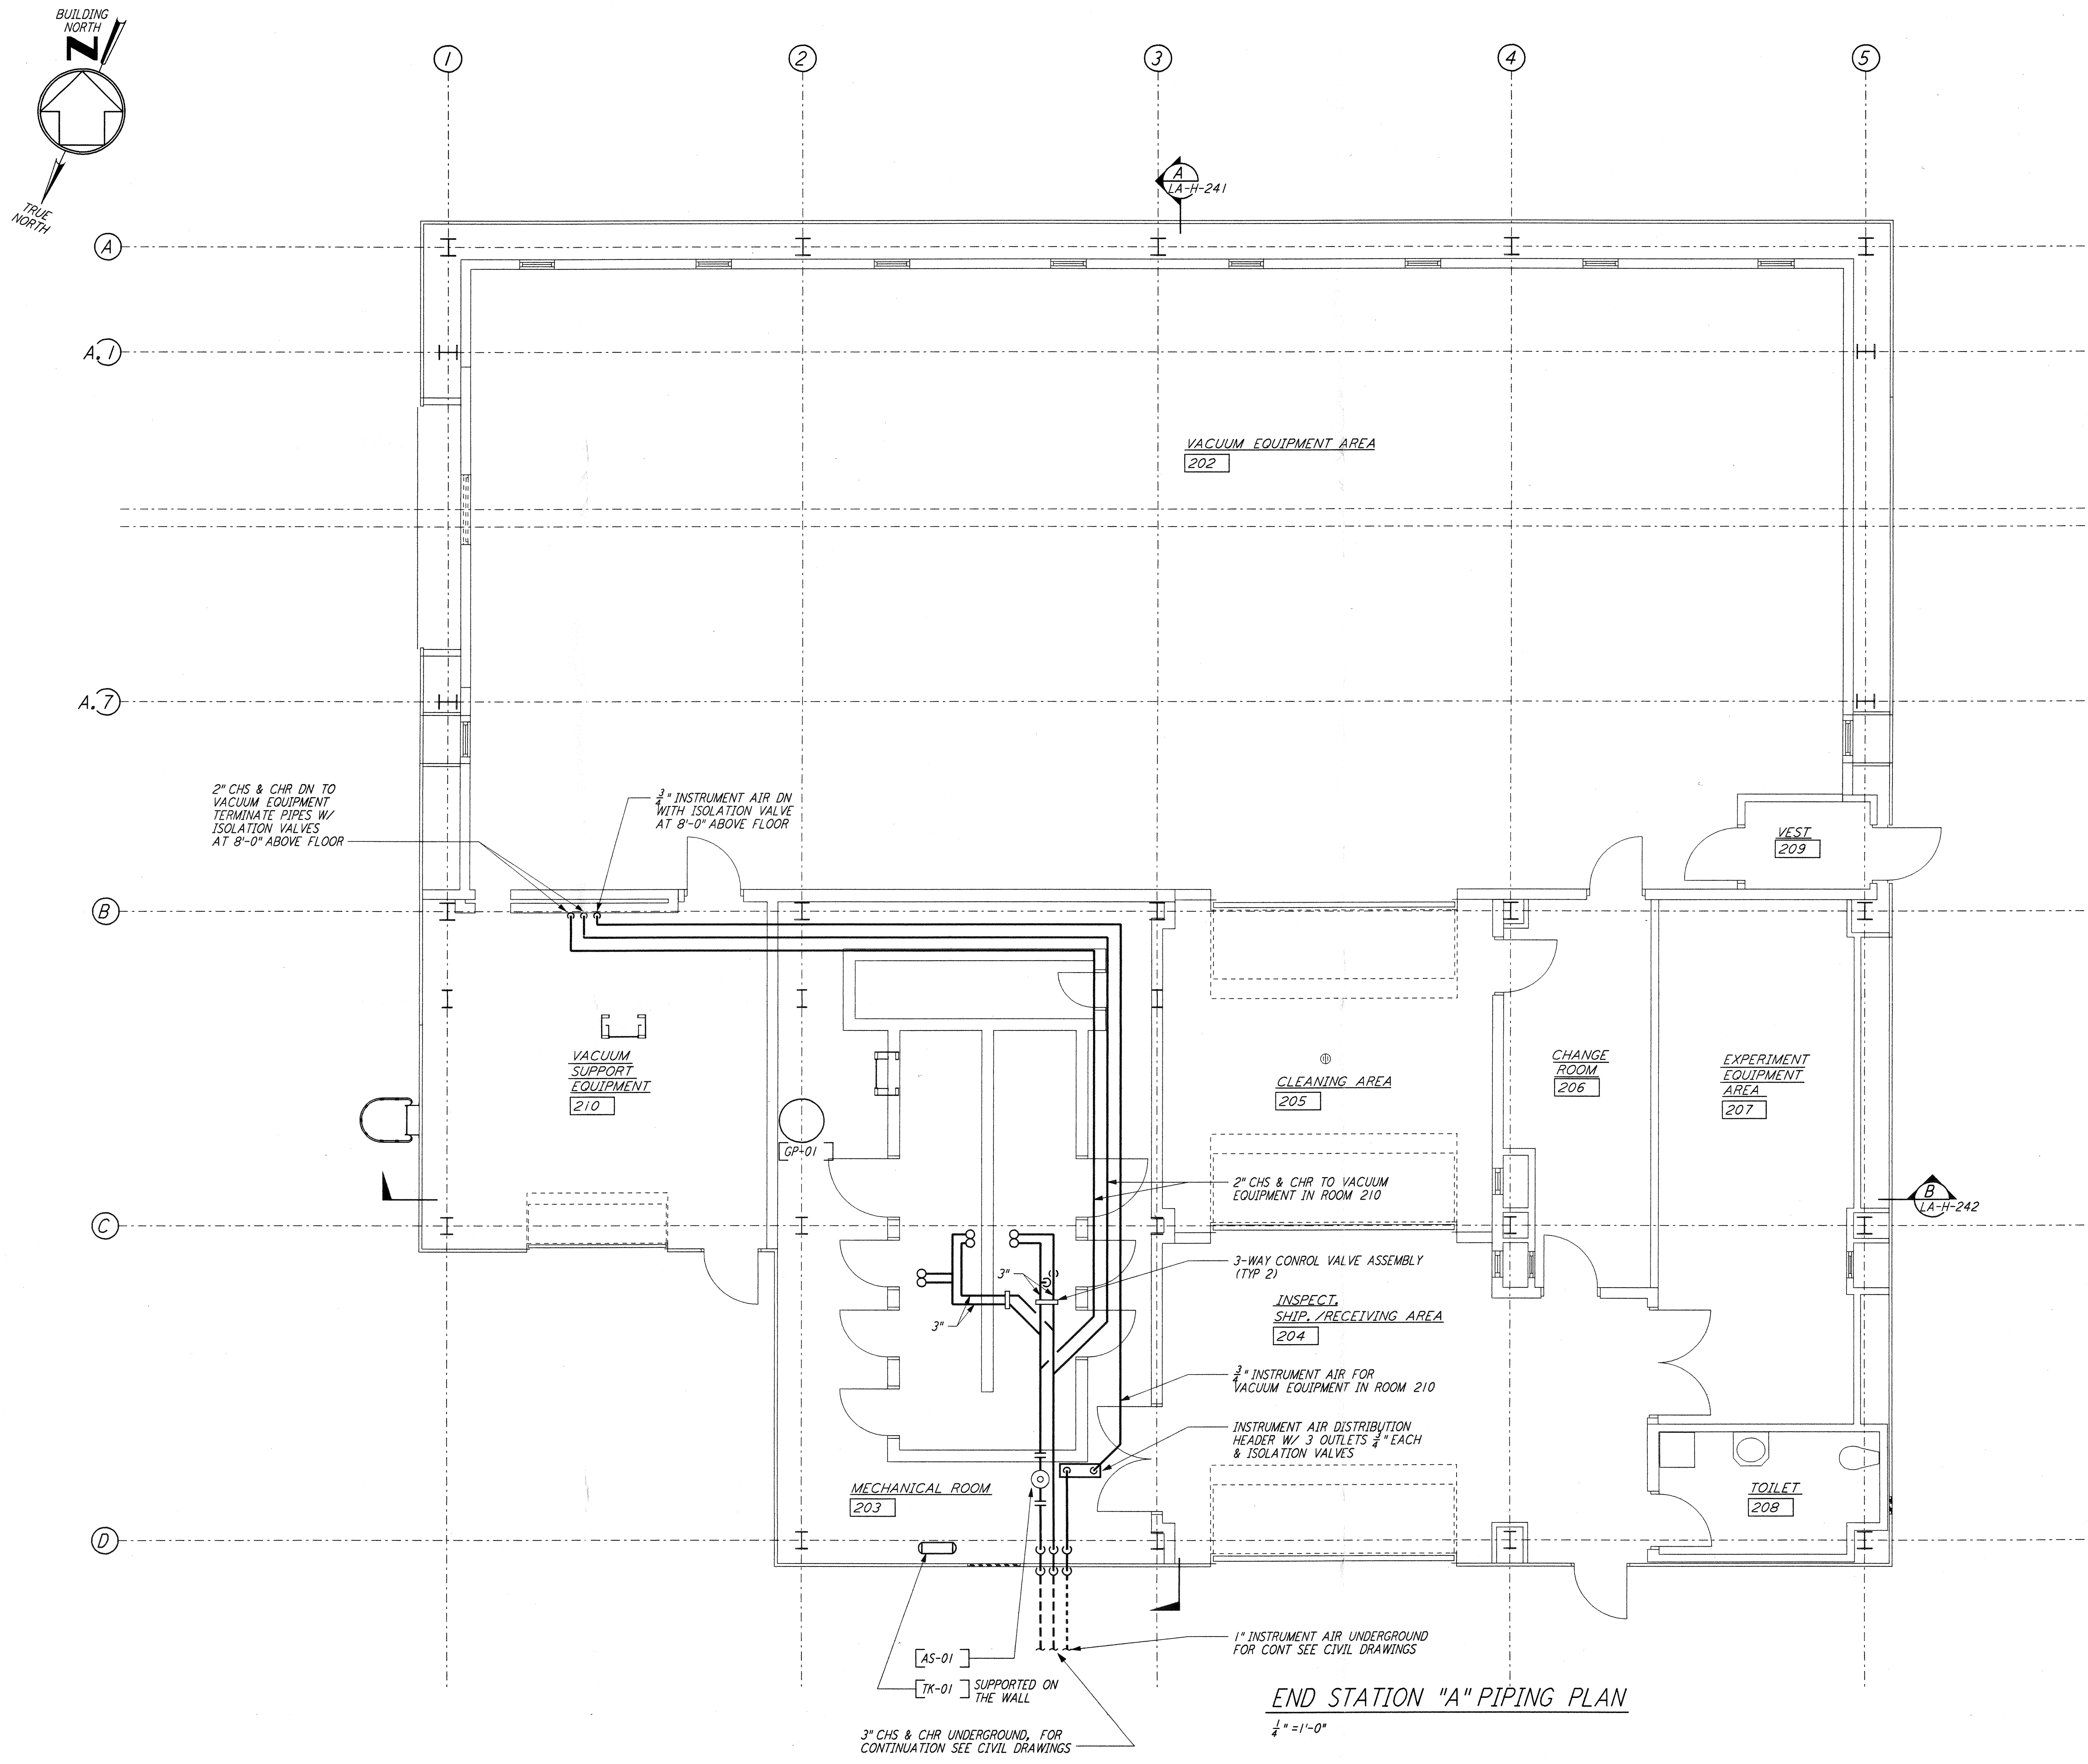 BUILDING
NORTH
N
TRUE
NORTH
1
2
3
4
5
A
LA-H-241
A
A.1
A.7
B
C
D
VACUUM EQUIPMENT AREA
202
2" CHS & CHR DN TO
VACUUM EQUIPMENT
TERMINATE PIPES W/
ISOLATION VALVES
AT 8'-0" ABOVE FLOOR
3/4" INSTRUMENT AIR DN
WITH ISOLATION VALVE
AT 8'-0" ABOVE FLOOR
VEST
209
VACUUM
SUPPORT
EQUIPMENT
210
GP-01
CLEANING AREA
205
CHANGE
ROOM
206
EXPERIMENT
EQUIPMENT
AREA
207
2" CHS & CHR TO VACUUM
EQUIPMENT IN ROOM 210
B
LA-H-242
3-WAY CONROL VALVE ASSEMBLY
(TYP 2)
3"
3"
INSPECT.
SHIP./RECEIVING AREA
204
3/4" INSTRUMENT AIR FOR
VACUUM EQUIPMENT IN ROOM 210
INSTRUMENT AIR DISTRIBUTION
HEADER W/ 3 OUTLETS 3/4" EACH
& ISOLATION VALVES
MECHANICAL ROOM
203
TOILET
208
AS-01
TK-01
SUPPORTED ON
THE WALL
1" INSTRUMENT AIR UNDERGROUND
FOR CONT SEE CIVIL DRAWINGS
3" CHS & CHR UNDERGROUND, FOR
CONTINUATION SEE CIVIL DRAWINGS
END STATION "A" PIPING PLAN
1/4" =1'-0"